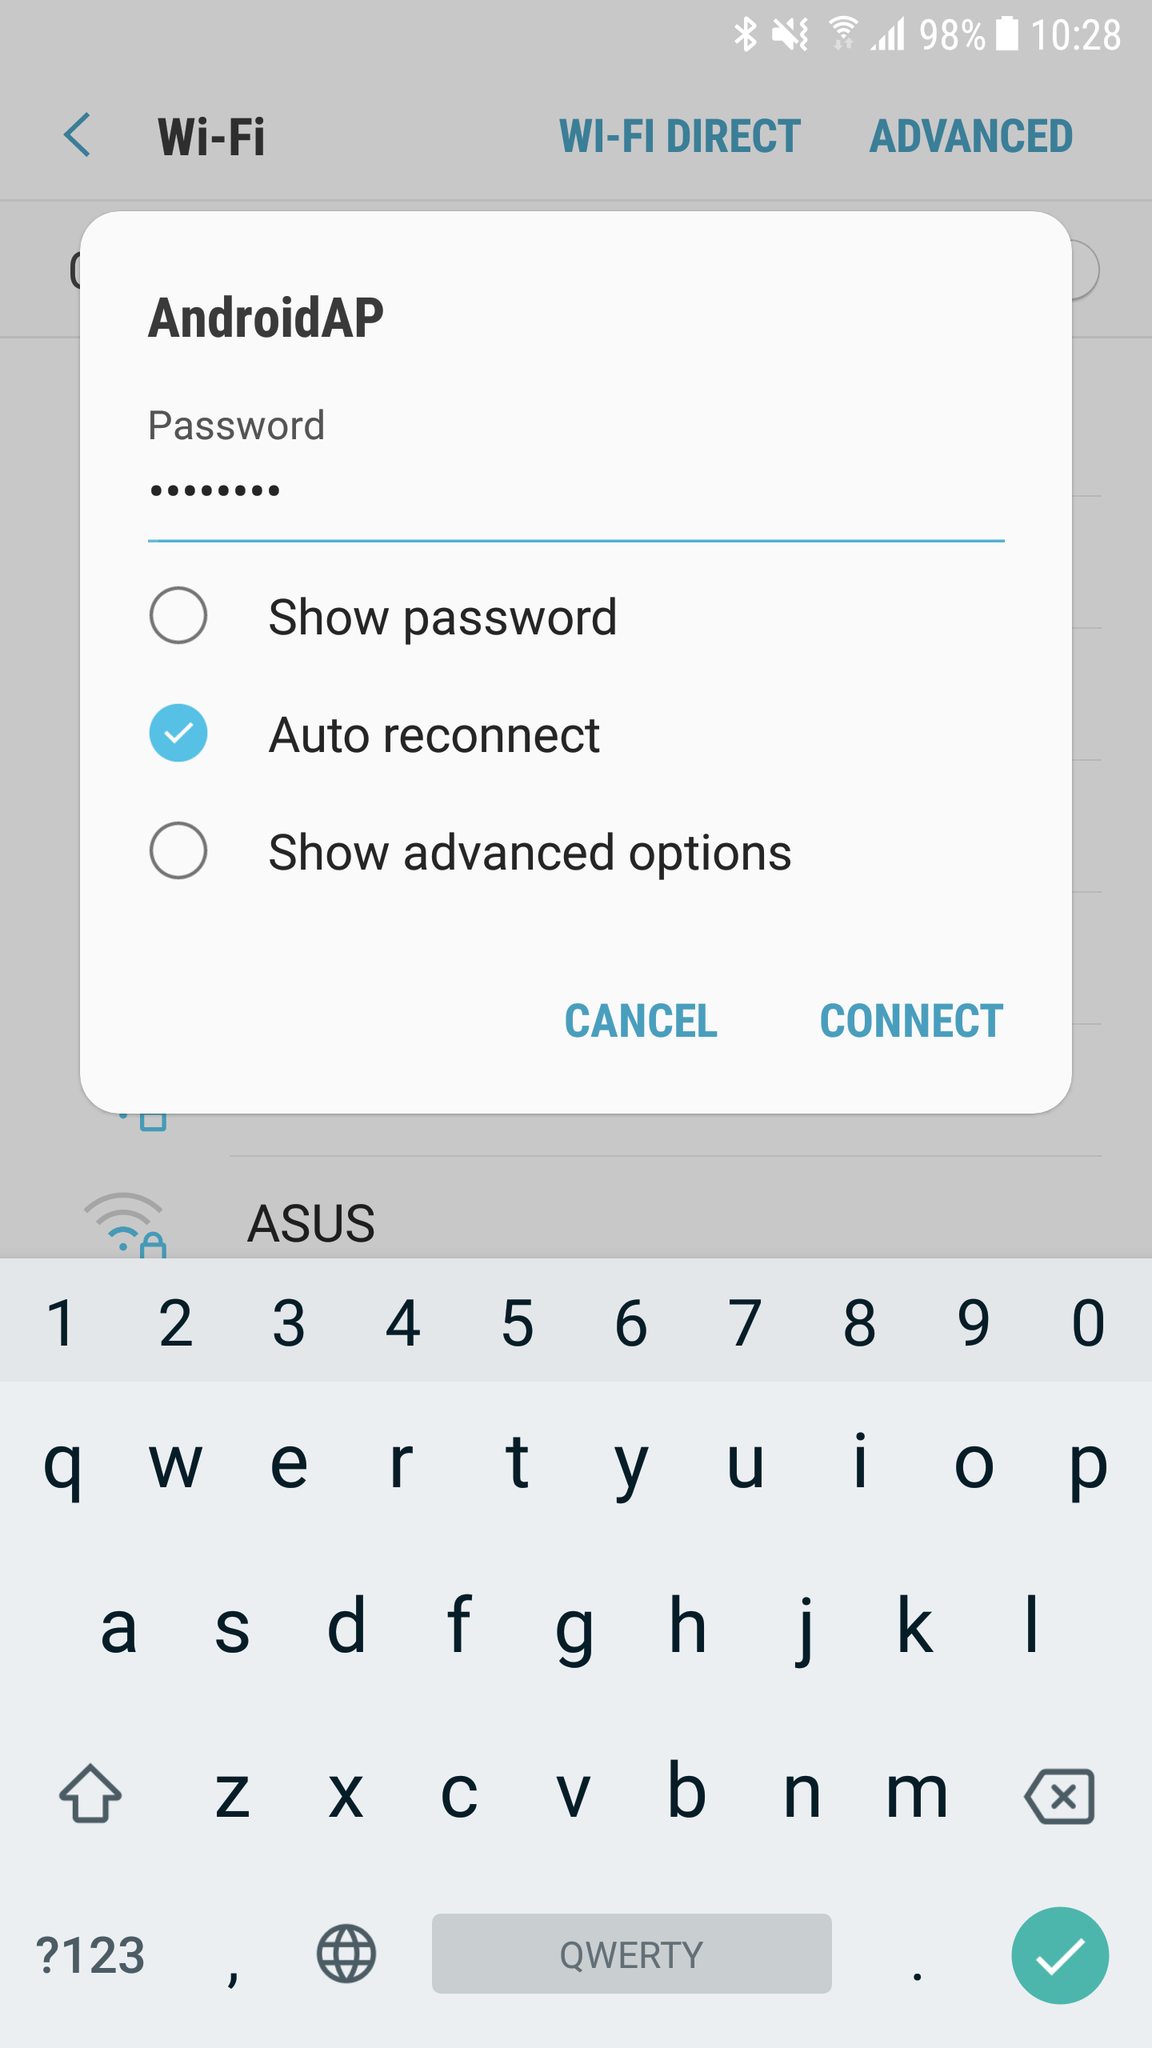 98% 10:28
Wi-Fi WI-FI DIRECT ADVANCED
AndroidAP
Password
••••••••
Show password
Auto reconnect
Show advanced options
CANCEL CONNECT
ASUS
1 2 3 4 5 6 7 8 9 0
q w e r t y u i o p
a s d f g h j k l
z x c v b n m
?123 , QWERTY .